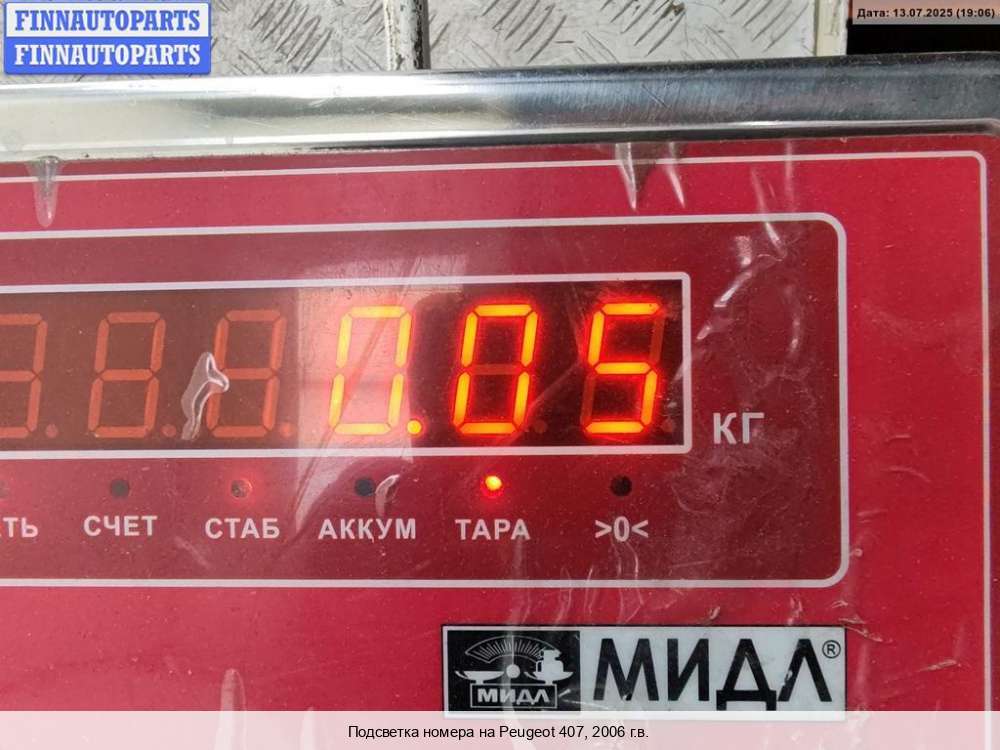 FINNAUTOPARTS
FINNAUTOPARTS
Дата: 13.07.2025 (19:06)
0.05
КГ
СЧЕТ СТАБ АККУМ ТАРА >0<
МИДЛ
МИДЛ®
Подсветка номера на Peugeot 407, 2006 г.в.